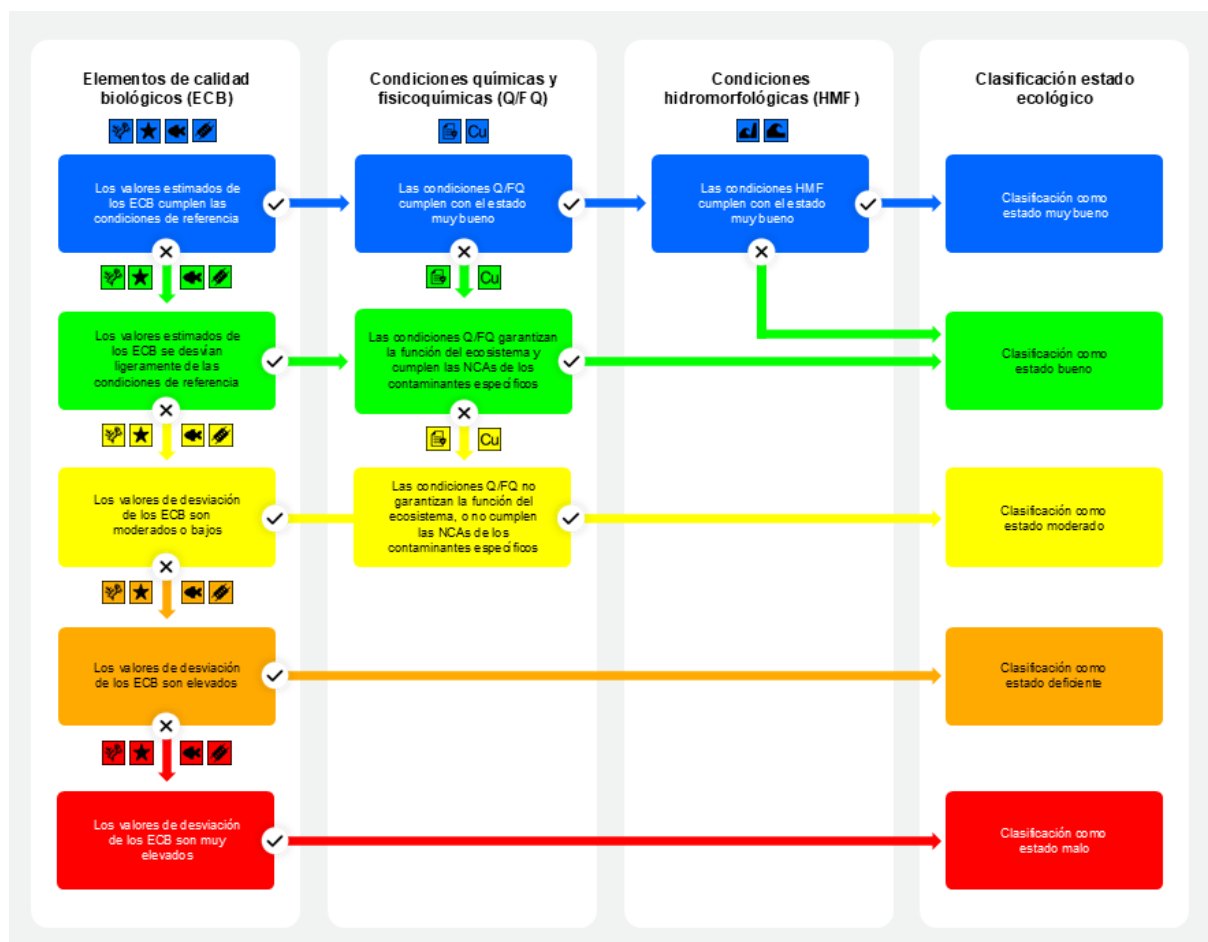 Elementos de calidad
biológicos (ECB)
Condiciones químicas y
fisicoquímicas (Q/FQ)
Condiciones
hidromorfológicas (HMF)
Clasificación estado
ecológico
Cu
Los valores estimados de
los ECB cumplen las
condiciones de referencia
Las condiciones Q/FQ
cumplen con el estado
muy bueno
Las condiciones HMF
cumplen con el estado
muy bueno
Clasificación como
estado muy bueno
Cu
Los valores estimados de
los ECB se desvían
ligeramente de las
condiciones de referencia
Las condiciones Q/FQ garantizan
la función del ecosistema y
cumplen las NCAs de los
contaminantes específicos
Clasificación como
estado bueno
Cu
Los valores de desviación
de los ECB son
moderados o bajos
Las condiciones Q/FQ no
garantizan la función del
ecosistema, o no cumplen
las NCAs de los
contaminantes específicos
Clasificación como
estado moderado
Los valores de desviación
de los ECB son elevados
Clasificación como
estado deficiente
Los valores de desviación
de los ECB son muy
elevados
Clasificación como
estado malo